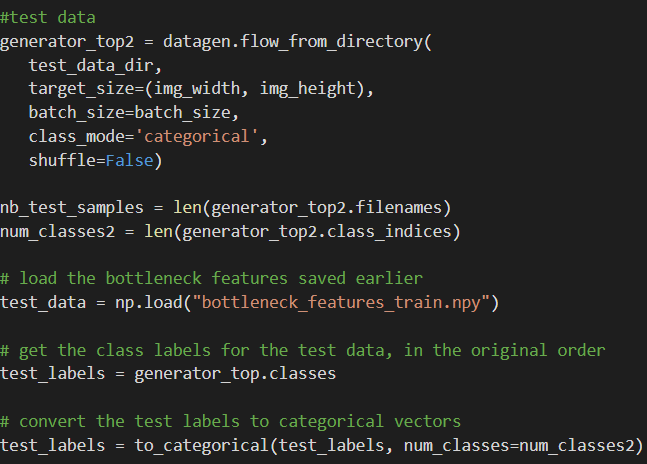 #test data
generator_top2 = datagen.flow_from_directory(
   test_data_dir,
   target_size=(img_width, img_height),
   batch_size=batch_size,
   class_mode='categorical',
   shuffle=False)

nb_test_samples = len(generator_top2.filenames)
num_classes2 = len(generator_top2.class_indices)

# load the bottleneck features saved earlier
test_data = np.load("bottleneck_features_train.npy")

# get the class labels for the test data, in the original order
test_labels = generator_top.classes

# convert the test labels to categorical vectors
test_labels = to_categorical(test_labels, num_classes=num_classes2)